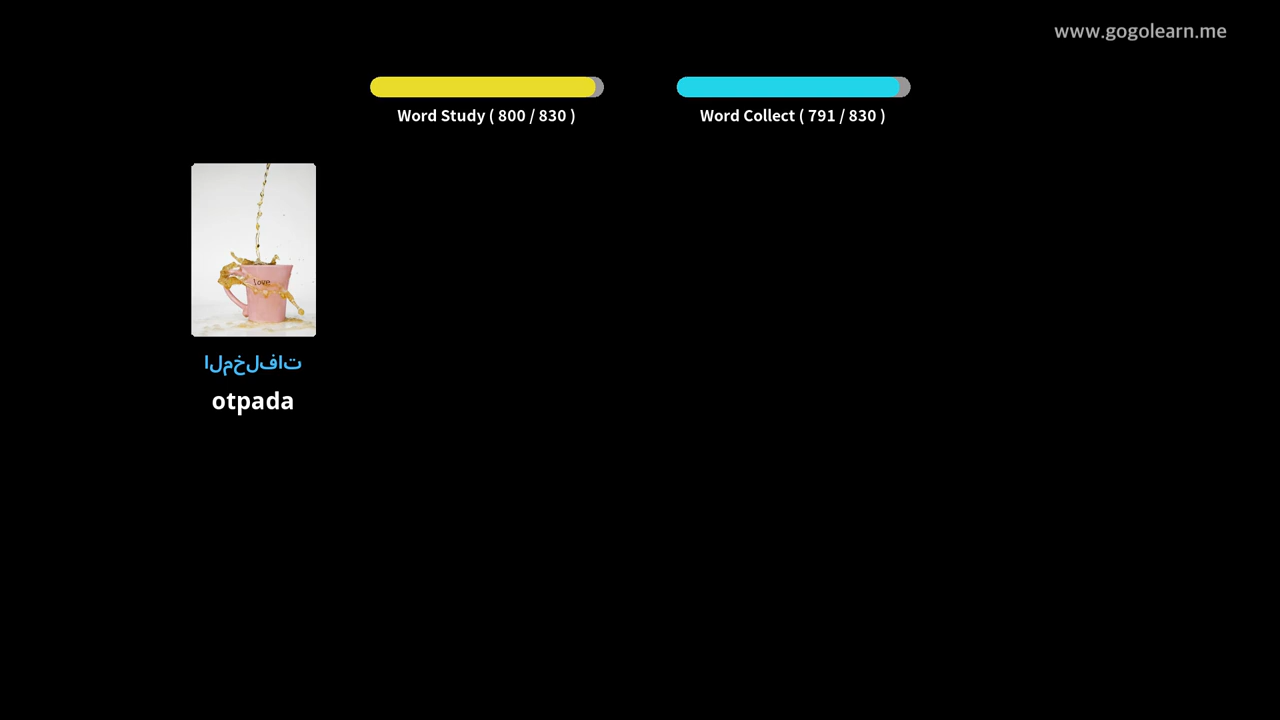 www.gogolearn.me
Word Study ( 800 / 830 )
Word Collect ( 791 / 830 )
love
المخلفات
otpada